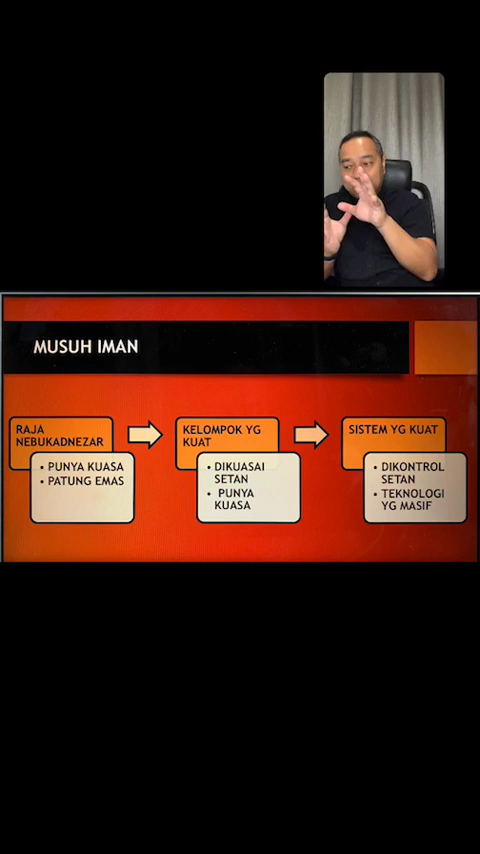 MUSUH IMAN
RAJA
NEBUKADNEZAR
• PUNYA KUASA
• PATUNG EMAS
KELOMPOK YG
KUAT
• DIKUASAI
SETAN
• PUNYA
KUASA
SISTEM YG KUAT
• DIKONTROL
SETAN
• TEKNOLOGI
YG MASIF